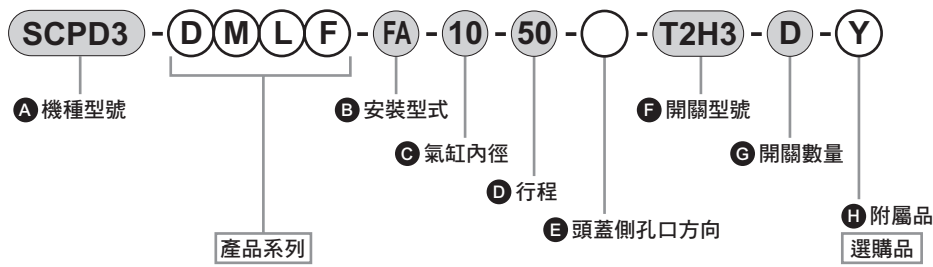 SCPD3 - D M L F - FA - 10 - 50 - - T2H3 - D - Y
A 機種型號
B 安裝型式
F 開關型號
C 氣缸內徑
G 開關數量
D 行程
H 附屬品
E 頭蓋側孔口方向
產品系列
選購品